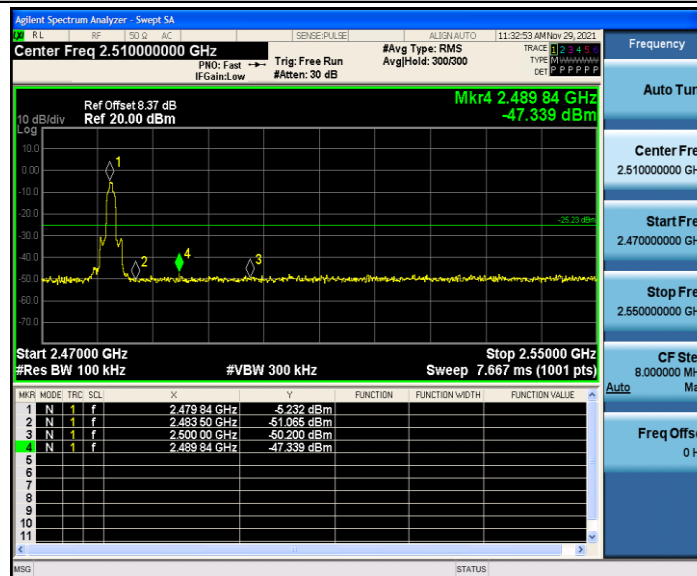 Agilent Spectrum Analyzer - Swept SA
RL RF 50 Ω AC SENSE:PULSE ALIGN AUTO 11:32:53 AM Nov 29, 2021
Center Freq 2.510000000 GHz #Avg Type: RMS TRACE 1 2 3 4 5 6 Frequency
PNO: Fast Trig: Free Run Avg|Hold: 300/300 TYPE M
IFGain:Low #Atten: 30 dB DET P P P P P P
Auto Tun
Ref Offset 8.37 dB Mkr4 2.489 84 GHz
10 dB/div Ref 20.00 dBm -47.339 dBm
Log
10.0
0.00
-10.0
-20.0
-30.0
-40.0
-50.0
-60.0
-70.0
1
2
4
3
-25.23 dBm
Center Fre
2.510000000 GH
Start Fre
2.470000000 GH
Stop Fre
2.550000000 GH
Start 2.47000 GHz Stop 2.55000 GHz
#Res BW 100 kHz #VBW 300 kHz Sweep 7.667 ms (1001 pts)
CF Ste
8.000000 MH
Auto Ma
MKR MODE TRC SCL X Y FUNCTION FUNCTION WIDTH FUNCTION VALUE
1 N 1 f 2.479 84 GHz -5.232 dBm
2 N 1 f 2.483 50 GHz -51.065 dBm
3 N 1 f 2.500 00 GHz -50.200 dBm
4 N 1 f 2.489 84 GHz -47.339 dBm
5
6
7
8
9
10
11
Freq Offs
0 H
MSG STATUS